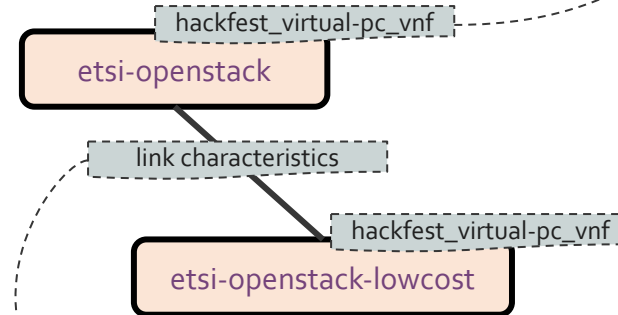 hackfest_virtual-pc_vnf
etsi-openstack
link characteristics
hackfest_virtual-pc_vnf
etsi-openstack-lowcost